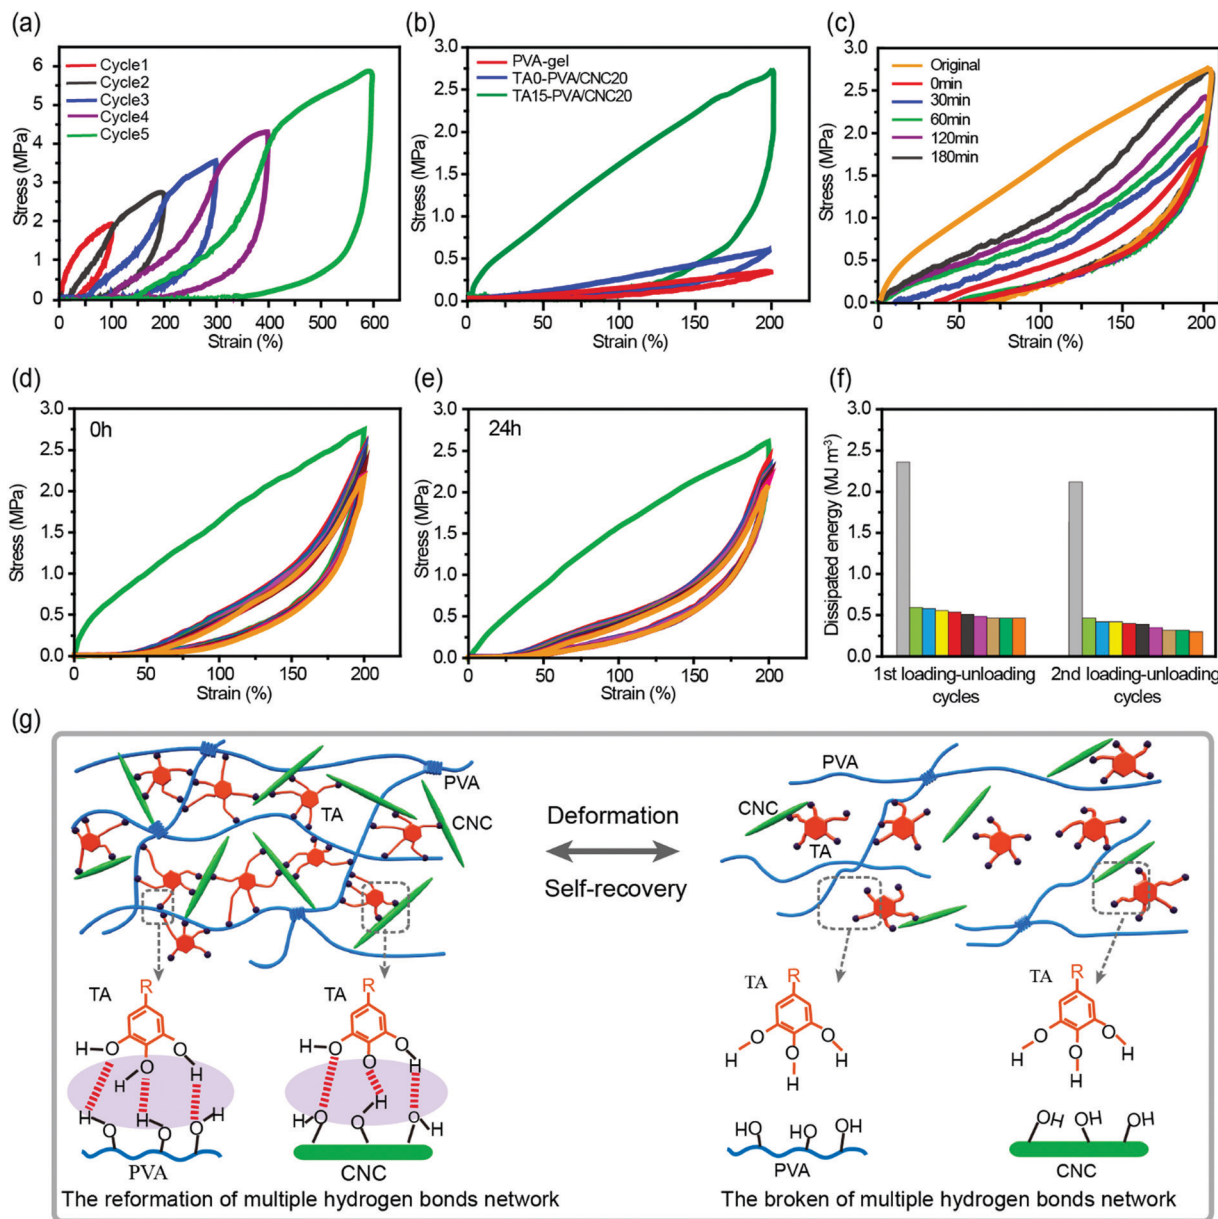 (a)
Stress (MPa)
6
5
4
3
2
1
0
Cycle1
Cycle2
Cycle3
Cycle4
Cycle5
0 100 200 300 400 500 600
Strain (%)
(b)
Stress (MPa)
3.0
2.5
2.0
1.5
1.0
0.5
0.0
PVA-gel
TA0-PVA/CNC20
TA15-PVA/CNC20
0 50 100 150 200
Strain (%)
(c)
Stress (MPa)
3.0
2.5
2.0
1.5
1.0
0.5
0.0
Original
0min
30min
60min
120min
180min
0 50 100 150 200
Strain (%)
(d)
Stress (MPa)
3.0
2.5
2.0
1.5
1.0
0.5
0.0
0h
0 50 100 150 200
Strain (%)
(e)
Stress (MPa)
3.0
2.5
2.0
1.5
1.0
0.5
0.0
24h
0 50 100 150 200
Strain (%)
(f)
Dissipated energy (MJ m⁻³)
3.0
2.5
2.0
1.5
1.0
0.5
0.0
1st loading-unloading
cycles
2nd loading-unloading
cycles
(g)
PVA
TA
CNC
Deformation
Self-recovery
PVA
CNC
TA
TA
R
H O O O H
H
H H O H
O O
PVA
TA
R
H O O O H
H
H O O O H
CNC
The reformation of multiple hydrogen bonds network
TA
R
O O O
H H H
HO HO OH
PVA
TA
R
O O O
H H H
OH OH OH
CNC
The broken of multiple hydrogen bonds network